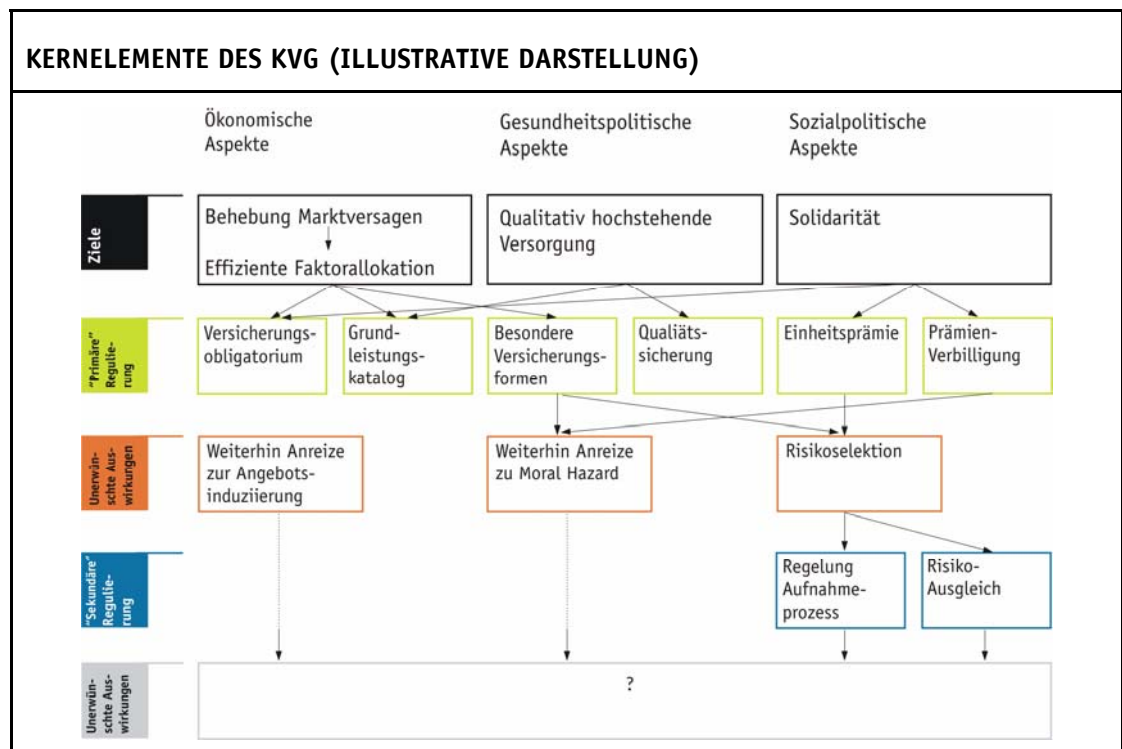 KERNELEMENTE DES KVG (ILLUSTRATIVE DARSTELLUNG)
Ökonomische
Aspekte
Gesundheitspolitische
Aspekte
Sozialpolitische
Aspekte
Ziele
Behebung Marktversagen
Effiziente Faktorallokation
Qualitativ hochstehende
Versorgung
Solidarität
"Primäre"
Regulie-
rung
Versicherungs-
obligatorium
Grund-
leistungs-
katalog
Besondere
Versicherungs-
formen
Qualiäts-
sicherung
Einheitsprämie
Prämien-
Verbilligung
Unerwün-
schte Aus-
wirkungen
Weiterhin Anreize
zur Angebots-
induziierung
Weiterhin Anreize
zu Moral Hazard
Risikoselektion
"Sekundäre"
Regulie-
rung
Regelung
Aufnahme-
prozess
Risiko-
Ausgleich
Unerwün-
schte Aus-
wirkungen
?